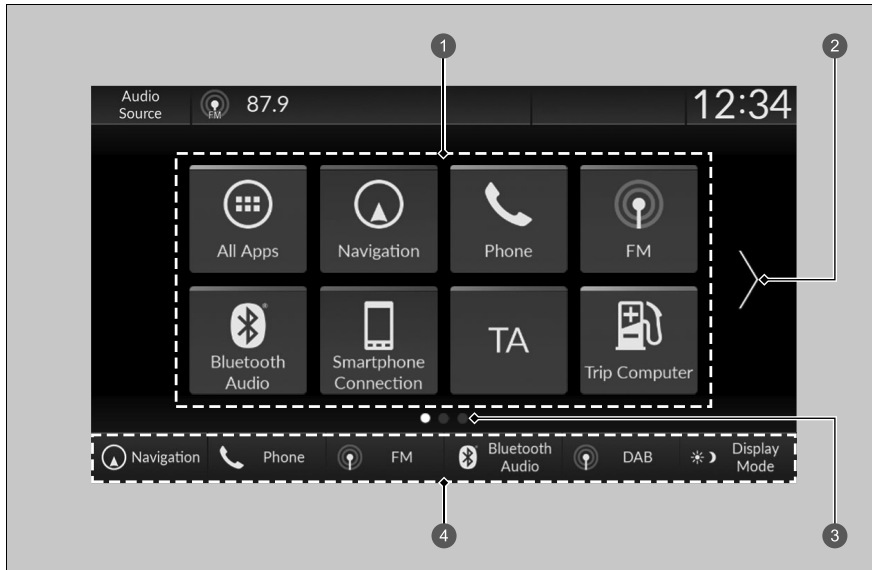 1
2
Audio
Source
FM
87.9
12:34
All Apps
Navigation
Phone
FM
Bluetooth
Audio
Smartphone
Connection
TA
Trip Computer
Navigation
Phone
FM
Bluetooth
Audio
DAB
Display
Mode
4
3